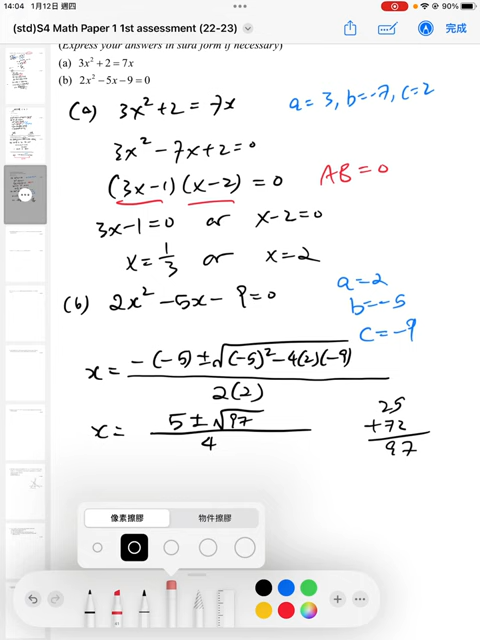 14:04 1月12日 週四 90%
(std)S4 Math Paper 1 1st assessment (22-23) 完成
(Express your answers in surd form if necessary)
(a) 3x² + 2 = 7x
(b) 2x² − 5x − 9 = 0
(a) 3x² + 2 = 7x a = 3, b = -7, c = 2
3x² − 7x + 2 = 0
(3x − 1)(x − 2) = 0 AB = 0
3x − 1 = 0 or x − 2 = 0
x = 1/3 or x = 2
(b) 2x² − 5x − 9 = 0
a = 2
b = -5
c = -9
x = (-(-5) ± √((-5)² − 4(2)(-9)))/(2(2))
x = (5 ± √97)/4
25
+72
97
像素擦膠 物件擦膠